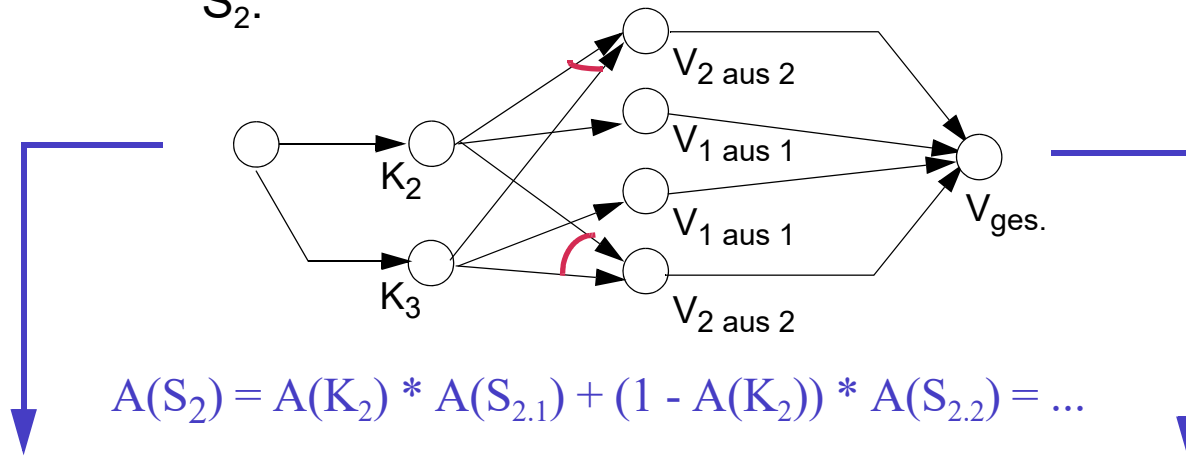 S₂.
V₂ aus 2
V₁ aus 1
K₂
V₁ aus 1
V_ges.
K₃
V₂ aus 2
A(S₂) = A(K₂) * A(S₂.₁) + (1 - A(K₂)) * A(S₂.₂) = ...